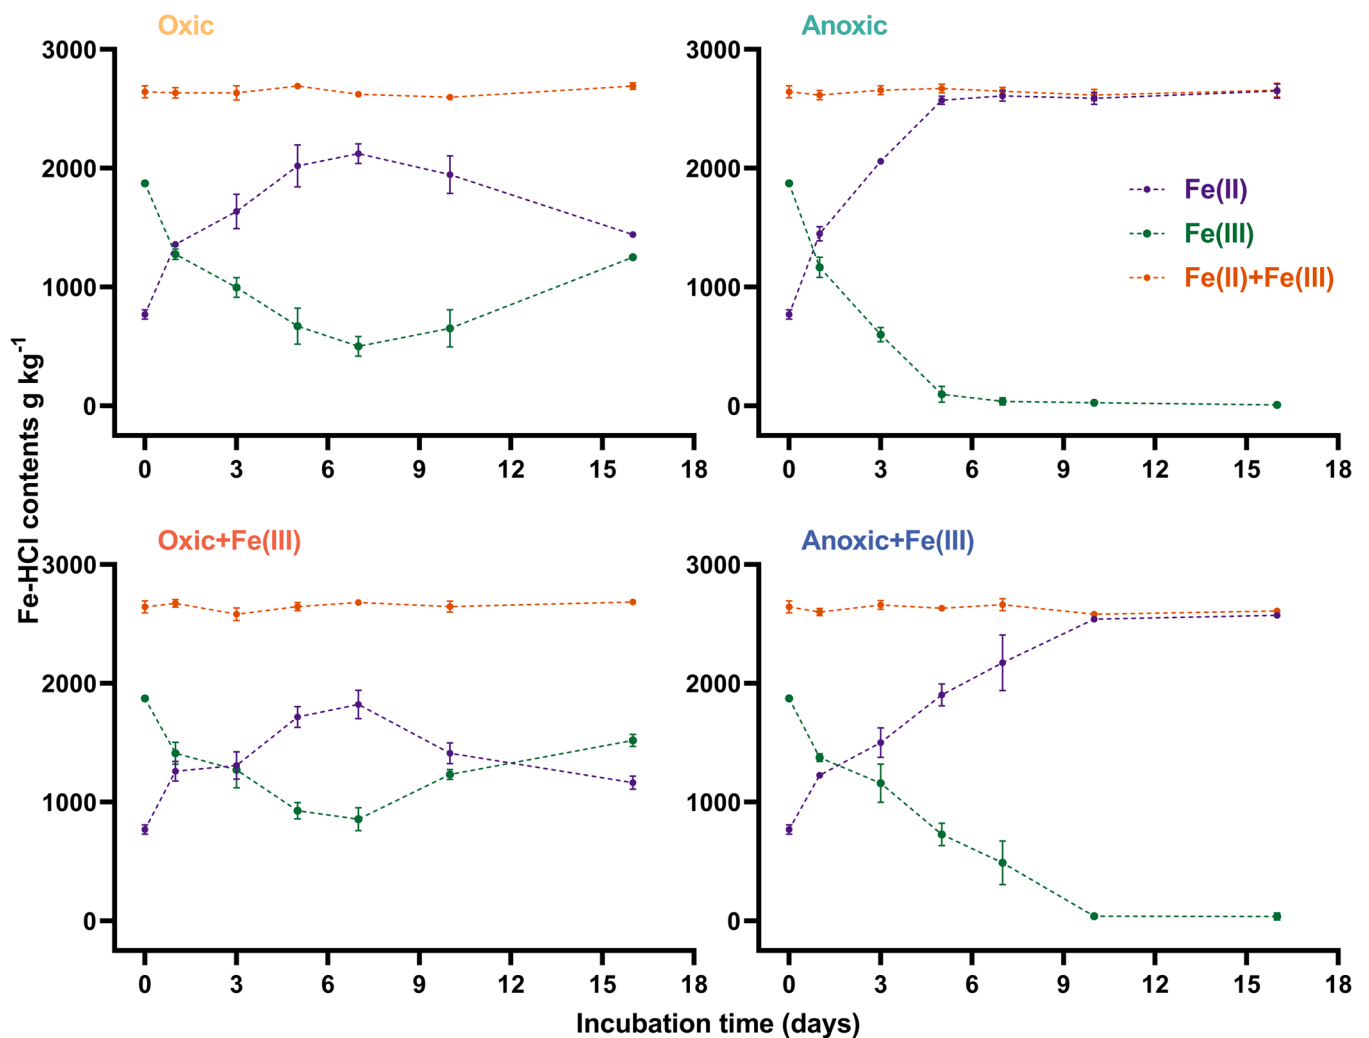 Oxic
Anoxic
3000
2000
1000
0
0 3 6 9 12 15 18
3000
2000
1000
0
0 3 6 9 12 15 18
Fe(II)
Fe(III)
Fe(II)+Fe(III)
Fe-HCl contents g kg-1
Oxic+Fe(III)
Anoxic+Fe(III)
3000
2000
1000
0
0 3 6 9 12 15 18
3000
2000
1000
0
0 3 6 9 12 15 18
Incubation time (days)